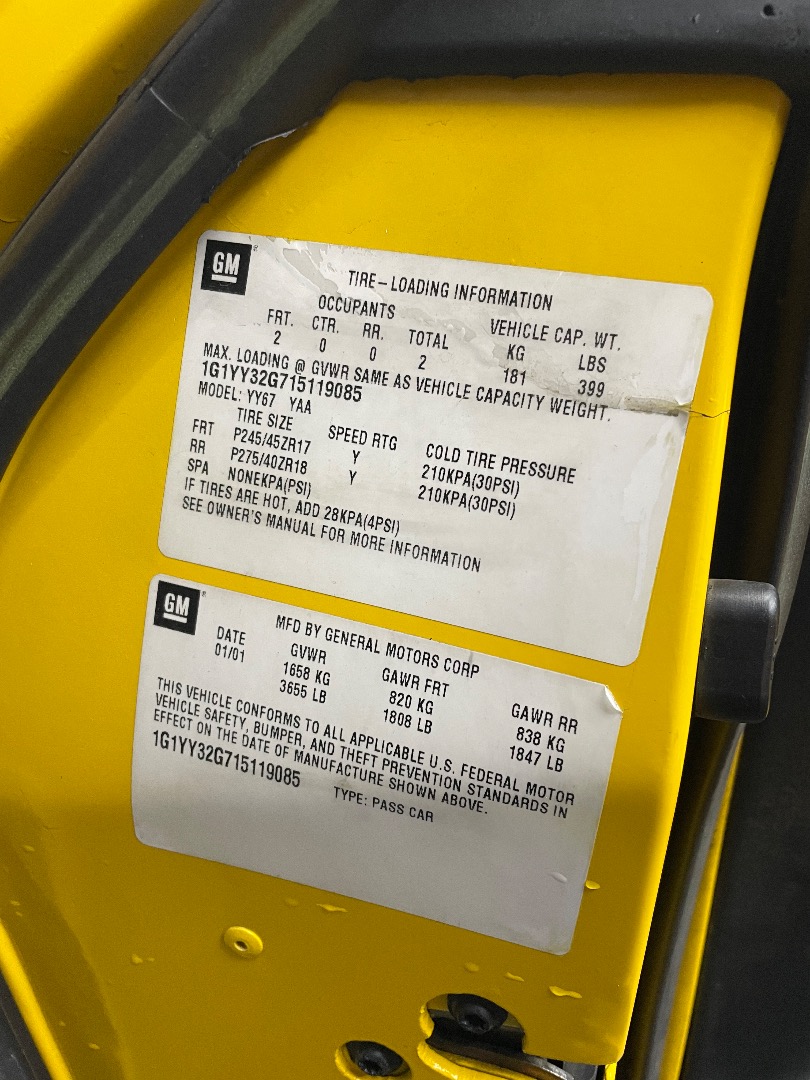 GM
TIRE-LOADING INFORMATION
OCCUPANTS VEHICLE CAP. WT.
FRT. CTR. RR. TOTAL KG LBS
2 0 0 2 181 399
MAX. LOADING @ GVWR SAME AS VEHICLE CAPACITY WEIGHT.
1G1YY32G715119085
MODEL: YY67 YAA
TIRE SIZE SPEED RTG COLD TIRE PRESSURE
FRT P245/45ZR17 Y 210KPA(30PSI)
RR P275/40ZR18 Y 210KPA(30PSI)
SPA NONEKPA(PSI)
IF TIRES ARE HOT, ADD 28KPA(4PSI)
SEE OWNER'S MANUAL FOR MORE INFORMATION
GM
MFD BY GENERAL MOTORS CORP
DATE GVWR GAWR FRT GAWR RR
01/01 1658 KG 820 KG 838 KG
3655 LB 1808 LB 1847 LB
THIS VEHICLE CONFORMS TO ALL APPLICABLE U.S. FEDERAL MOTOR
VEHICLE SAFETY, BUMPER, AND THEFT PREVENTION STANDARDS IN
EFFECT ON THE DATE OF MANUFACTURE SHOWN ABOVE.
1G1YY32G715119085 TYPE: PASS CAR